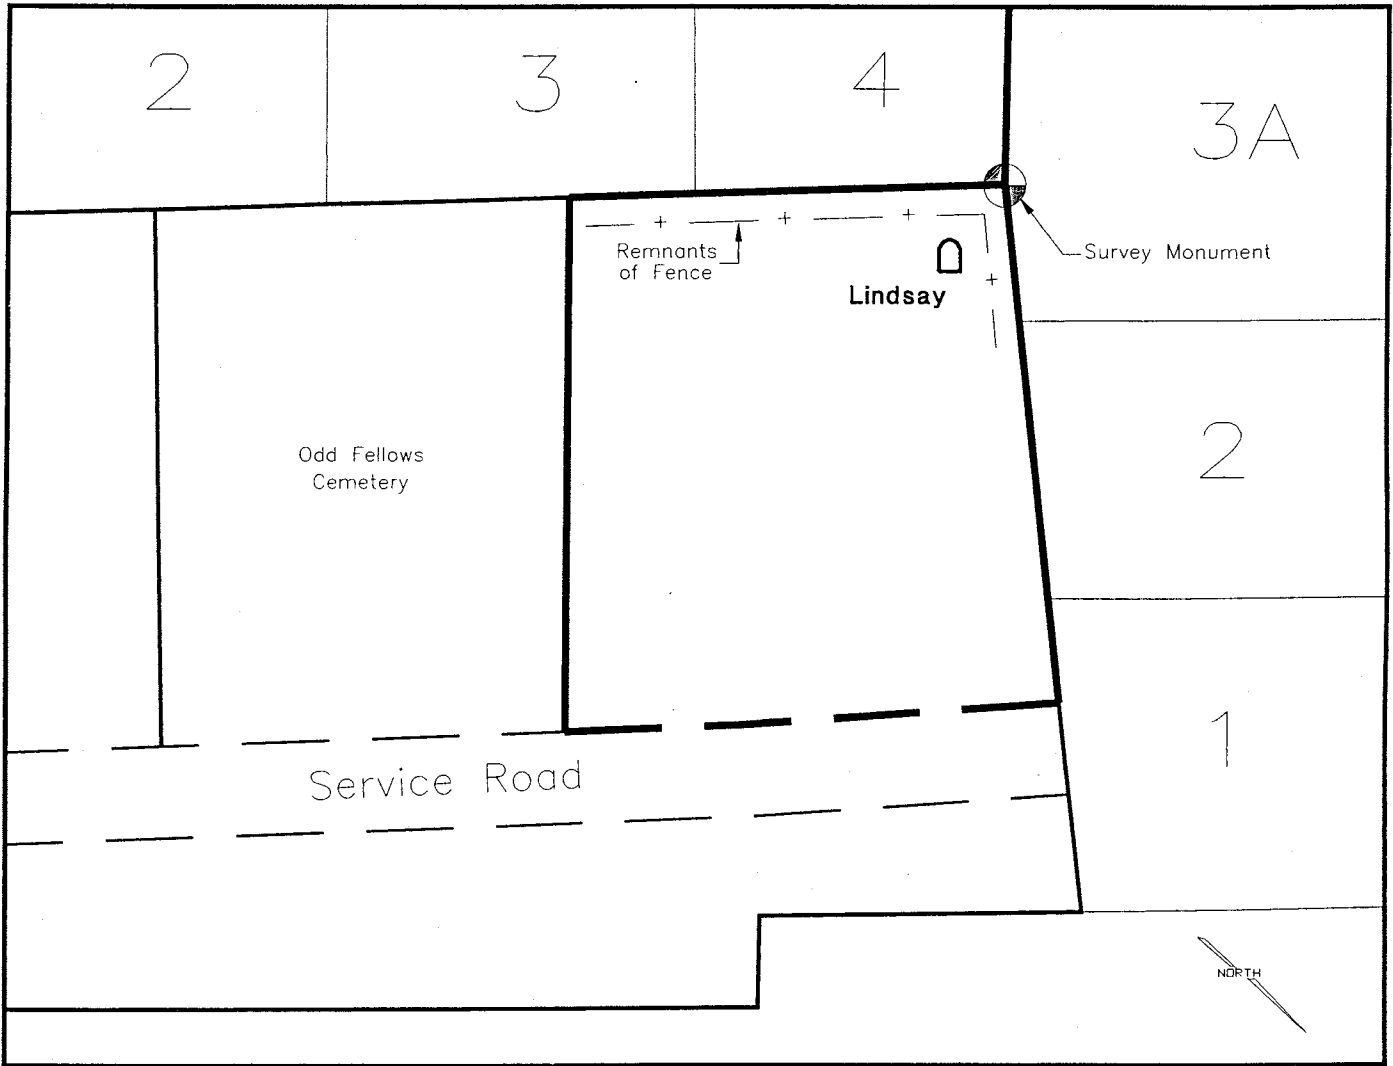 2
3
4
3A
Remnants
of Fence
Survey Monument
Lindsay
Odd Fellows
Cemetery
2
1
Service Road
NORTH